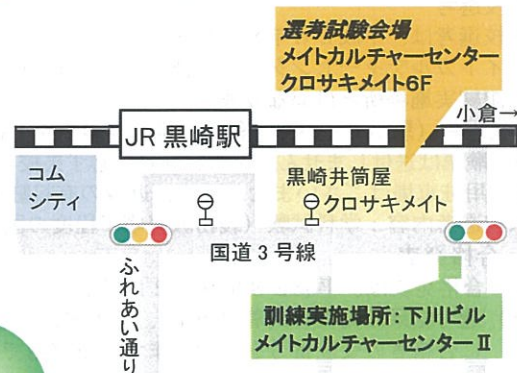 選考試験会場
メイトカルチャーセンター
クロサキメイト6F
小倉→
JR 黒崎駅
コム
シティ
黒崎井筒屋
クロサキメイト
国道3号線
ふれあい通り
訓練実施場所:下川ビル
メイトカルチャーセンターⅡ